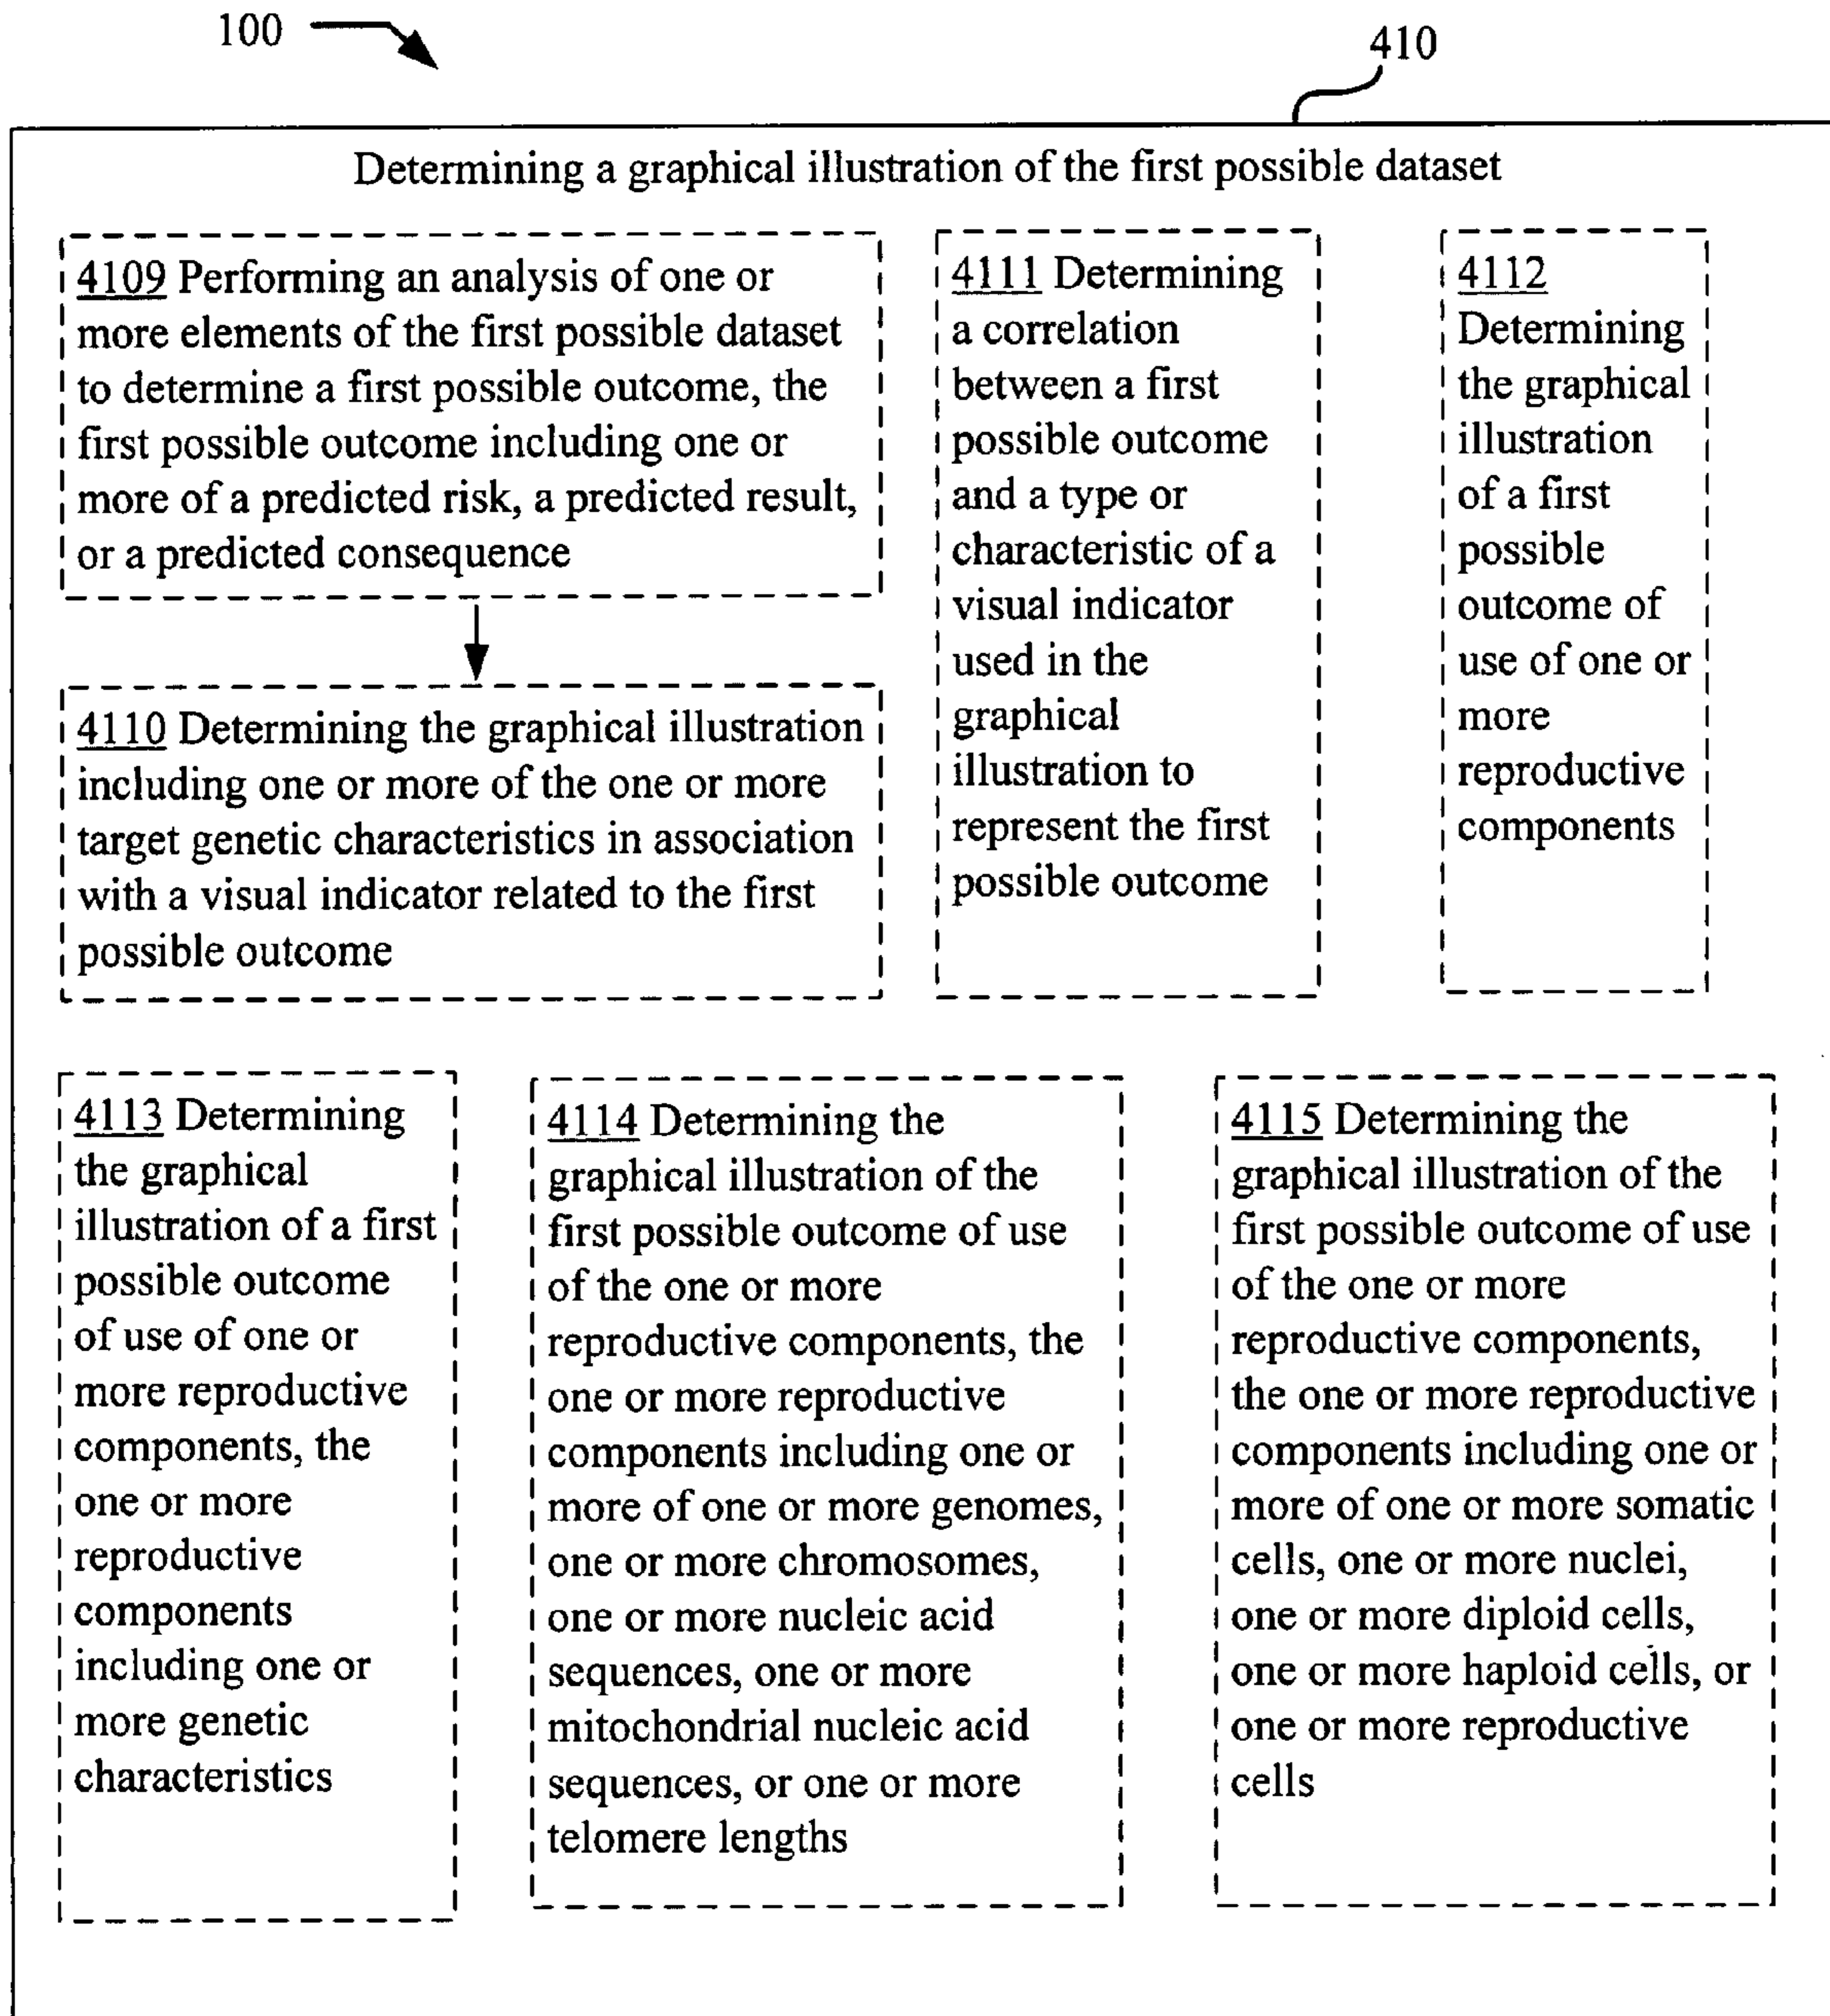 100
410
Determining a graphical illustration of the first possible dataset
4109 Performing an analysis of one or
more elements of the first possible dataset
to determine a first possible outcome, the
first possible outcome including one or
more of a predicted risk, a predicted result,
or a predicted consequence
4110 Determining the graphical illustration
including one or more of the one or more
target genetic characteristics in association
with a visual indicator related to the first
possible outcome
4111 Determining
a correlation
between a first
possible outcome
and a type or
characteristic of a
visual indicator
used in the
graphical
illustration to
represent the first
possible outcome
4112
Determining
the graphical
illustration
of a first
possible
outcome of
use of one or
more
reproductive
components
4113 Determining
the graphical
illustration of a first
possible outcome
of use of one or
more reproductive
components, the
one or more
reproductive
components
including one or
more genetic
characteristics
4114 Determining the
graphical illustration of the
first possible outcome of use
of the one or more
reproductive components, the
one or more reproductive
components including one or
more of one or more genomes,
one or more chromosomes,
one or more nucleic acid
sequences, one or more
mitochondrial nucleic acid
sequences, or one or more
telomere lengths
4115 Determining the
graphical illustration of the
first possible outcome of use
of the one or more
reproductive components,
the one or more reproductive
components including one or
more of one or more somatic
cells, one or more nuclei,
one or more diploid cells,
one or more haploid cells, or
one or more reproductive
cells